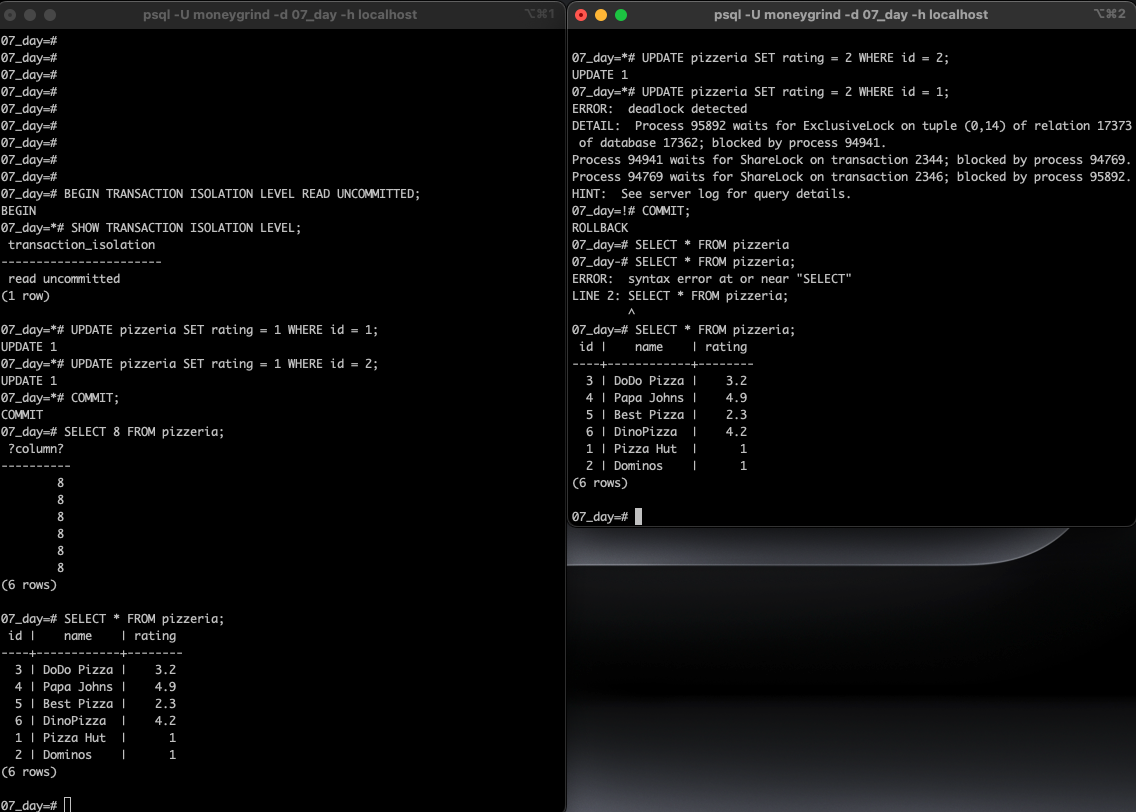 psql -U moneygrind -d 07_day -h localhost
⌥⌘1
07_day=#
07_day=#
07_day=#
07_day=#
07_day=#
07_day=#
07_day=#
07_day=#
07_day=#
07_day=# BEGIN TRANSACTION ISOLATION LEVEL READ UNCOMMITTED;
BEGIN
07_day=*# SHOW TRANSACTION ISOLATION LEVEL;
 transaction_isolation
-----------------------
 read uncommitted
(1 row)
07_day=*# UPDATE pizzeria SET rating = 1 WHERE id = 1;
UPDATE 1
07_day=*# UPDATE pizzeria SET rating = 1 WHERE id = 2;
UPDATE 1
07_day=*# COMMIT;
COMMIT
07_day=# SELECT 8 FROM pizzeria;
 ?column?
----------
        8
        8
        8
        8
        8
        8
(6 rows)
07_day=# SELECT * FROM pizzeria;
 id |    name    | rating
----+------------+--------
  3 | DoDo Pizza |    3.2
  4 | Papa Johns |    4.9
  5 | Best Pizza |    2.3
  6 | DinoPizza  |    4.2
  1 | Pizza Hut  |      1
  2 | Dominos    |      1
(6 rows)
07_day=#
psql -U moneygrind -d 07_day -h localhost
⌥⌘2
07_day=*# UPDATE pizzeria SET rating = 2 WHERE id = 2;
UPDATE 1
07_day=*# UPDATE pizzeria SET rating = 2 WHERE id = 1;
ERROR:  deadlock detected
DETAIL:  Process 95892 waits for ExclusiveLock on tuple (0,14) of relation 17373
 of database 17362; blocked by process 94941.
Process 94941 waits for ShareLock on transaction 2344; blocked by process 94769.
Process 94769 waits for ShareLock on transaction 2346; blocked by process 95892.
HINT:  See server log for query details.
07_day=!# COMMIT;
ROLLBACK
07_day=# SELECT * FROM pizzeria
07_day-# SELECT * FROM pizzeria;
ERROR:  syntax error at or near "SELECT"
LINE 2: SELECT * FROM pizzeria;
        ^
07_day=# SELECT * FROM pizzeria;
 id |    name    | rating
----+------------+--------
  3 | DoDo Pizza |    3.2
  4 | Papa Johns |    4.9
  5 | Best Pizza |    2.3
  6 | DinoPizza  |    4.2
  1 | Pizza Hut  |      1
  2 | Dominos    |      1
(6 rows)
07_day=#